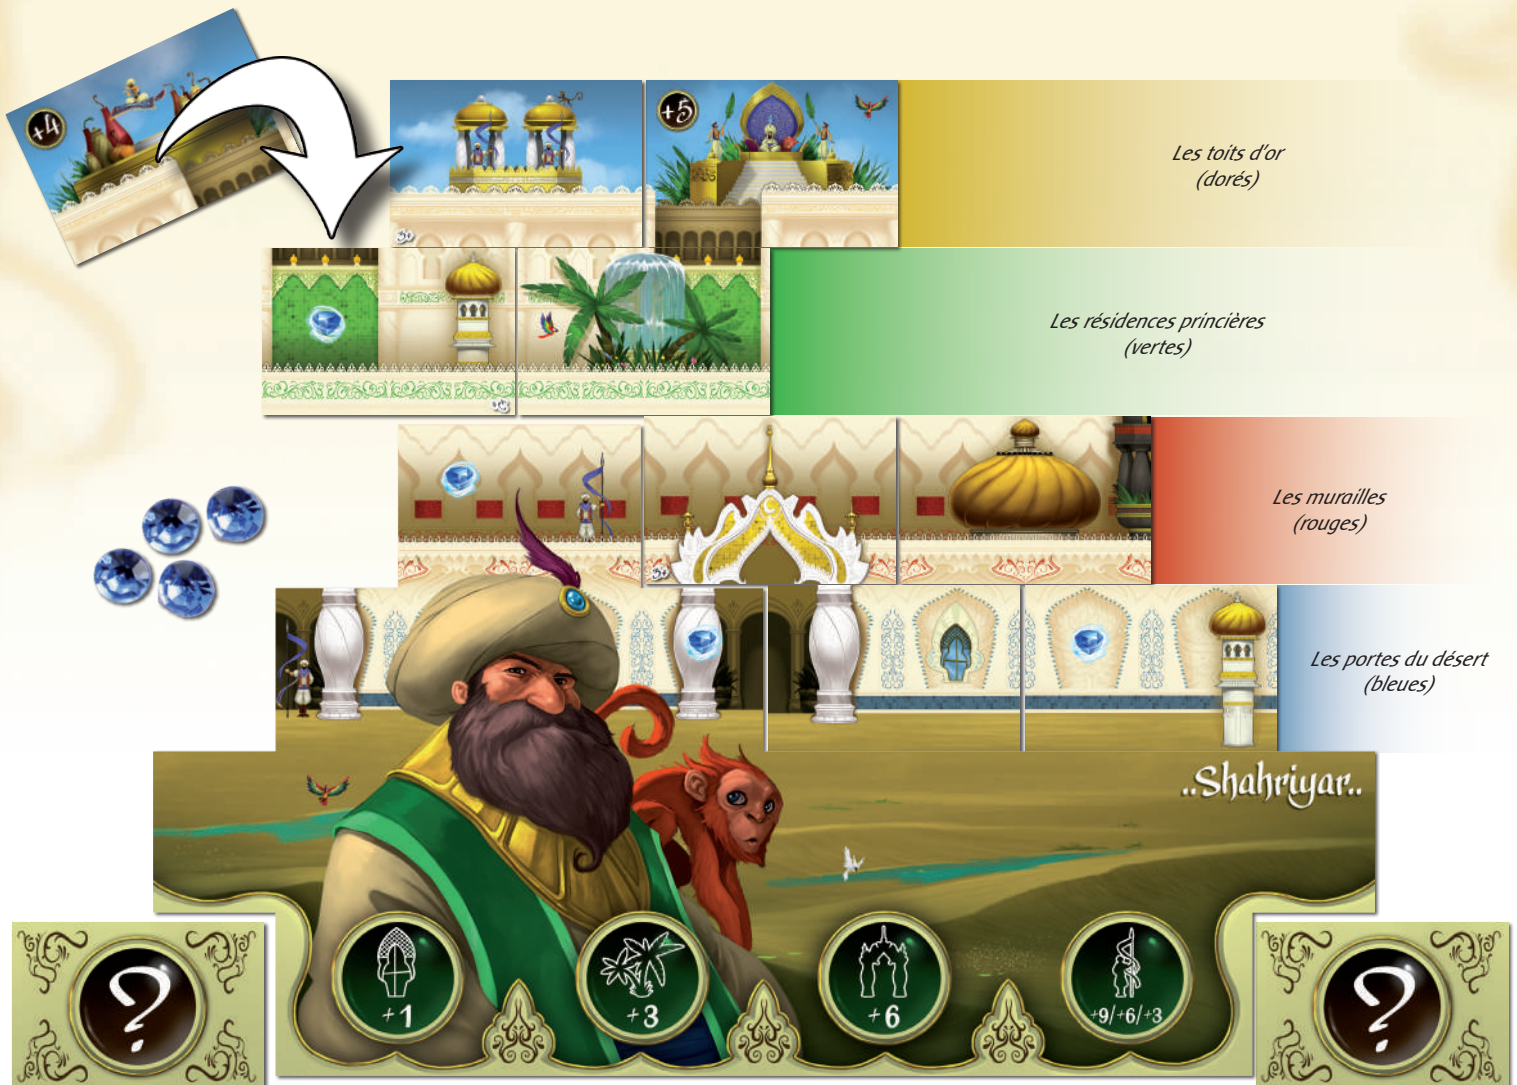 +4
+5
Les toits d'or
(dorés)
Les résidences princières
(vertes)
Les murailles
(rouges)
Les portes du désert
(bleues)
..Shahriyar..
?
+1
+3
+6
+9/+6/+3
?